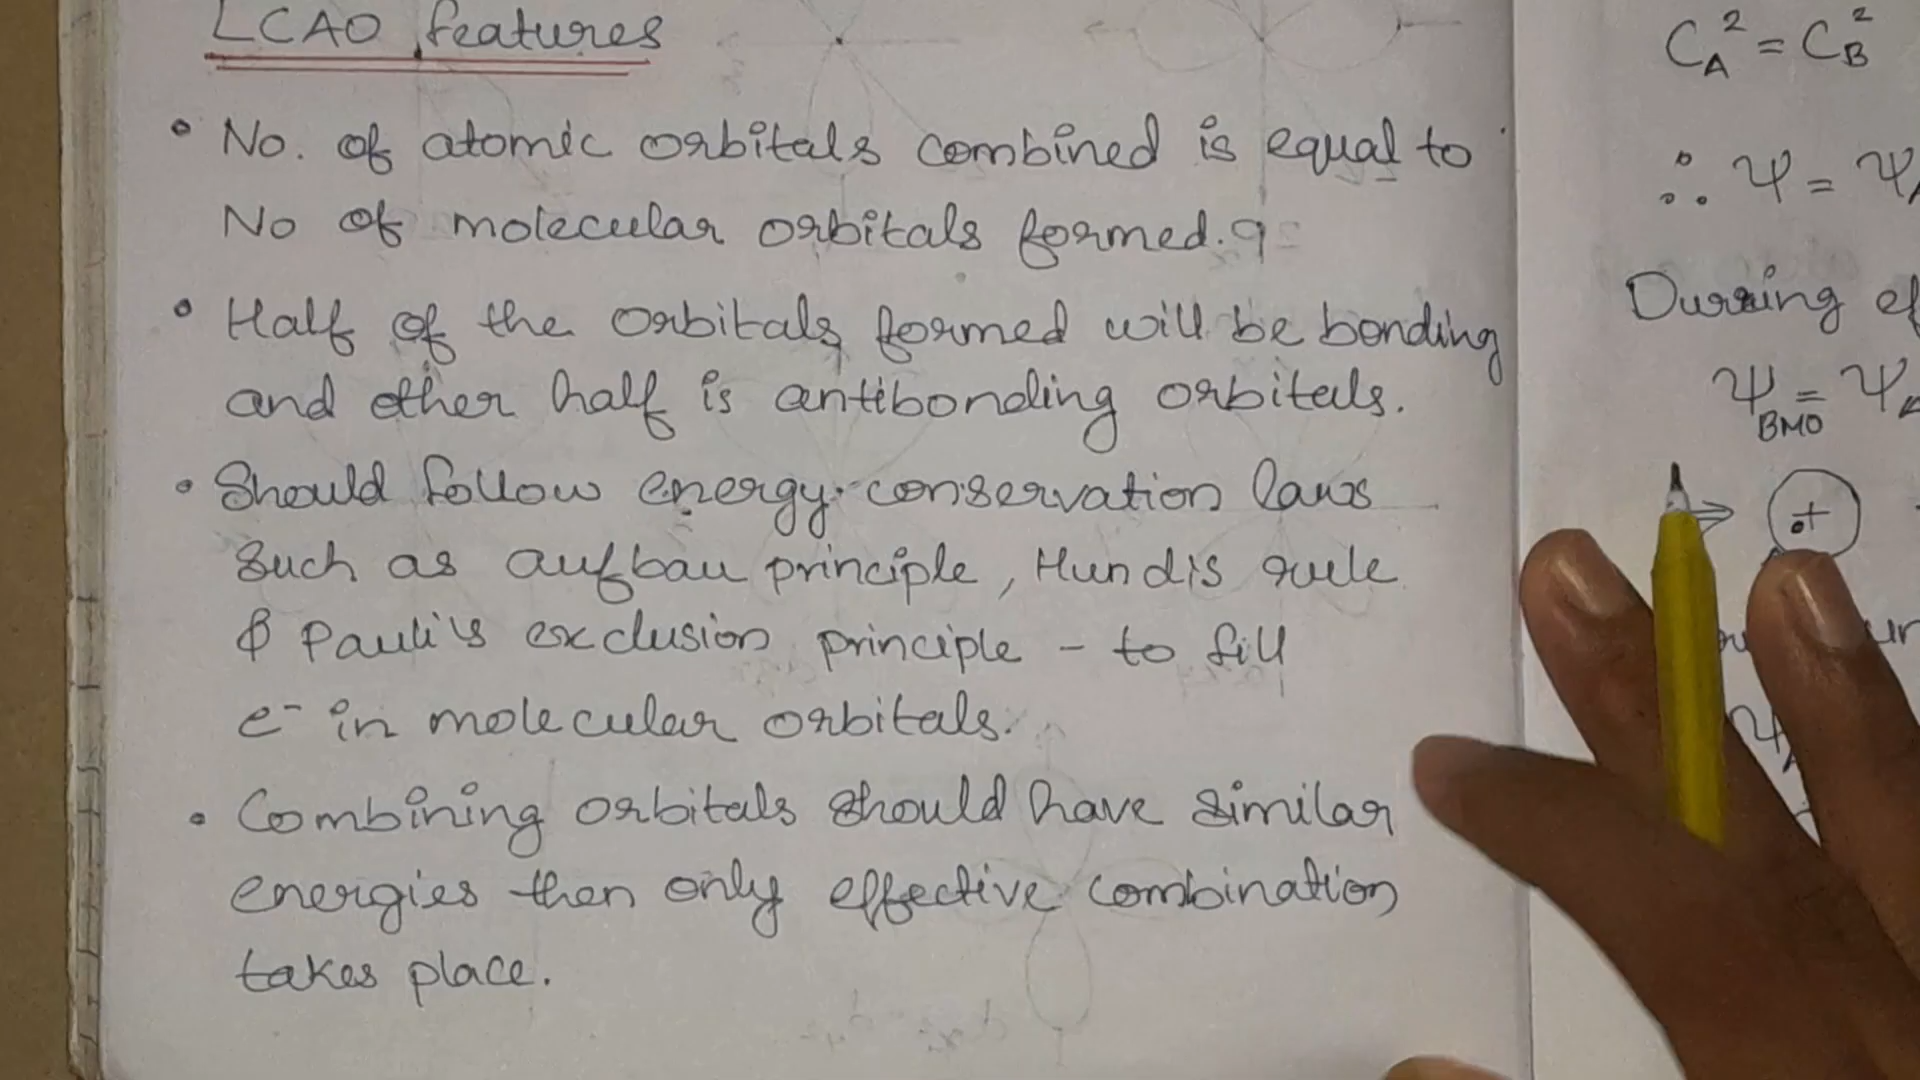 LCAO features
• No. of atomic orbitals combined is equal to
No of molecular orbitals formed.
• Half of the orbitals formed will be bonding
and other half is antibonding orbitals.
• Should follow energy conservation laws
such as aufbau principle, Hund's rule
& Pauli's exclusion principle - to fill
e⁻ in molecular orbitals.
• Combining orbitals should have similar
energies then only effective combination
takes place.
C_A² = C_B²
∴ Ψ = Ψ
Durring
Ψ_BMO = Ψ
+
Ψ